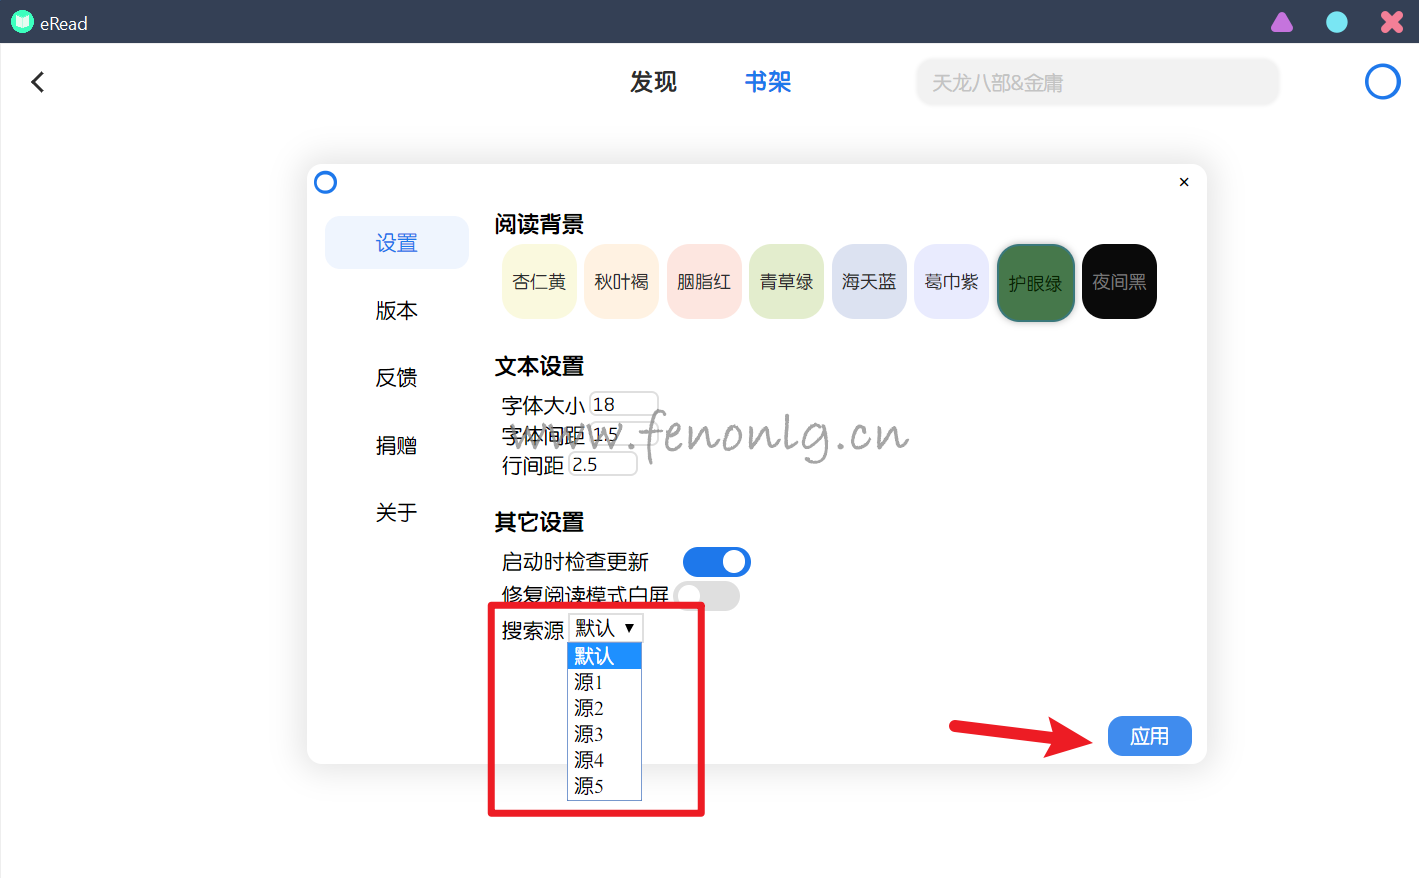 eRead
发现 书架 天龙八部&金庸
×
设置
版本
反馈
捐赠
关于
阅读背景
杏仁黄 秋叶褐 胭脂红 青草绿 海天蓝 葛巾紫 护眼绿 夜间黑
文本设置
字体大小 18
字体间距 1.5
www.fenonlg.cn
行间距 2.5
其它设置
启动时检查更新
修复阅读模式白屏
搜索源 默认 ▼
默认
源1
源2
源3
源4
源5
应用